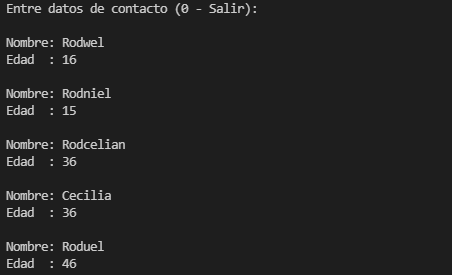 Entre datos de contacto (0 - Salir):
Nombre: Rodwel
Edad  : 16
Nombre: Rodniel
Edad  : 15
Nombre: Rodcelian
Edad  : 36
Nombre: Cecilia
Edad  : 36
Nombre: Roduel
Edad  : 46